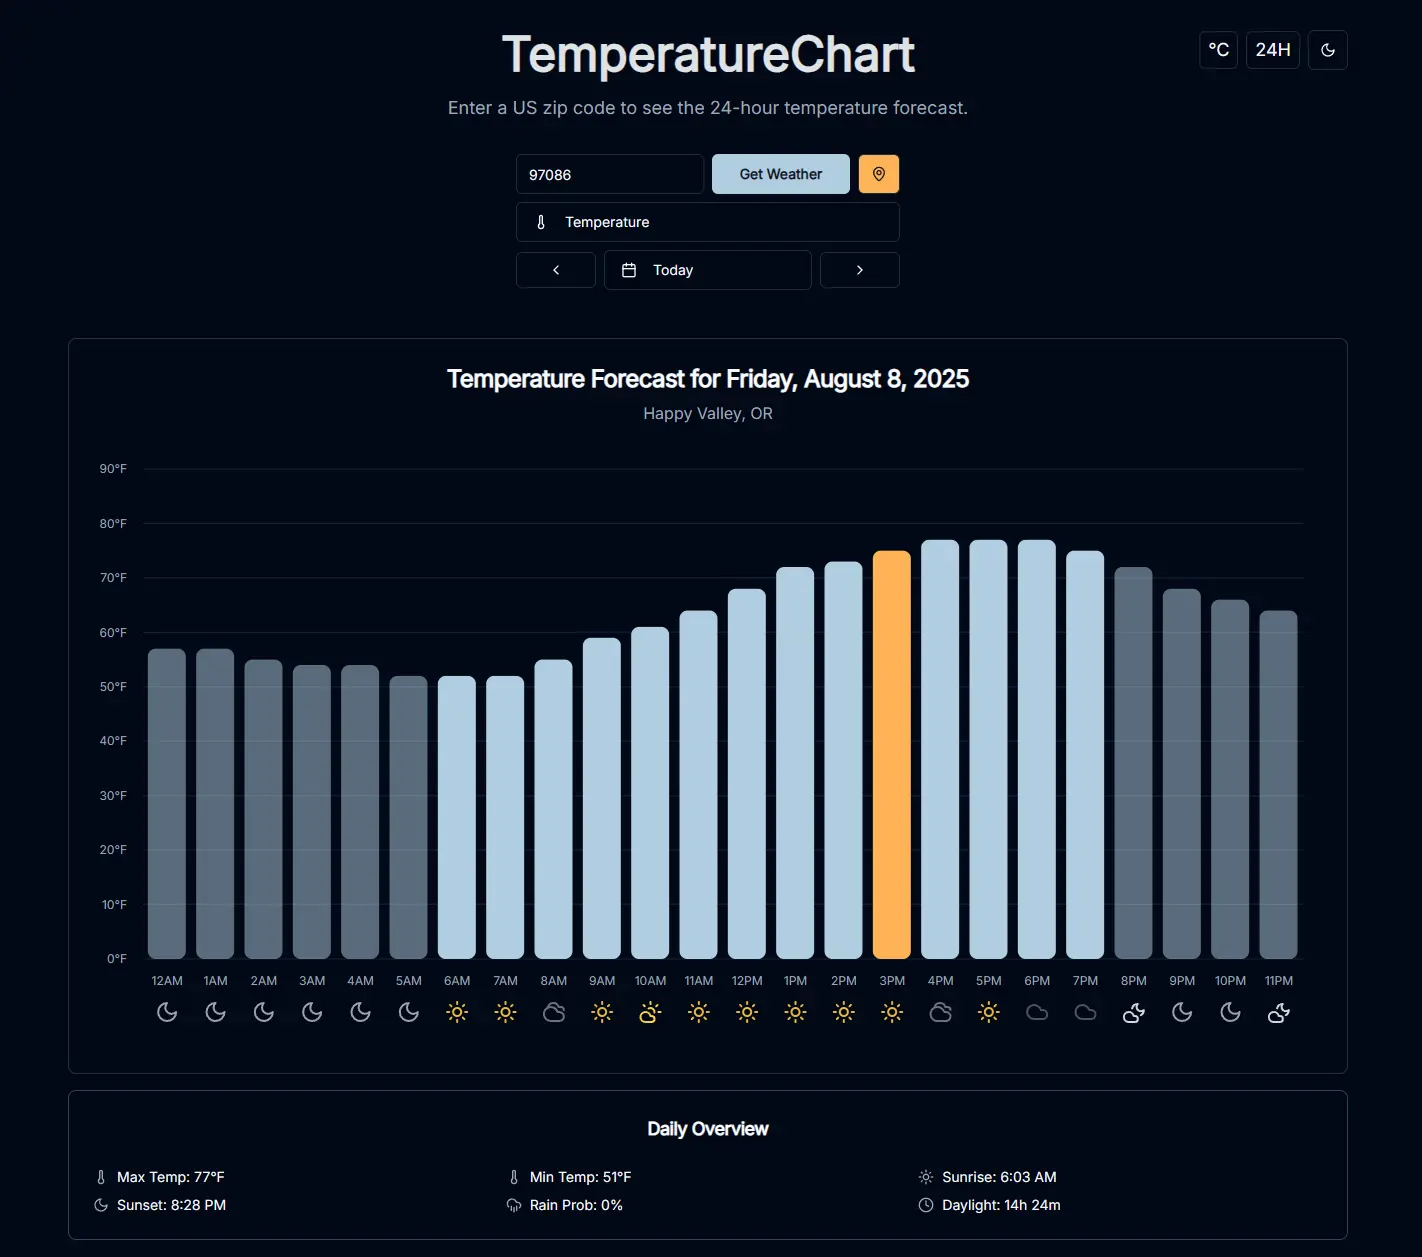 TemperatureChart
°C 24H
Enter a US zip code to see the 24-hour temperature forecast.
97086 Get Weather
Temperature
Today
Temperature Forecast for Friday, August 8, 2025
Happy Valley, OR
90°F
80°F
70°F
60°F
50°F
40°F
30°F
20°F
10°F
0°F
12AM 1AM 2AM 3AM 4AM 5AM 6AM 7AM 8AM 9AM 10AM 11AM 12PM 1PM 2PM 3PM 4PM 5PM 6PM 7PM 8PM 9PM 10PM 11PM
Daily Overview
Max Temp: 77°F Min Temp: 51°F Sunrise: 6:03 AM
Sunset: 8:28 PM Rain Prob: 0% Daylight: 14h 24m